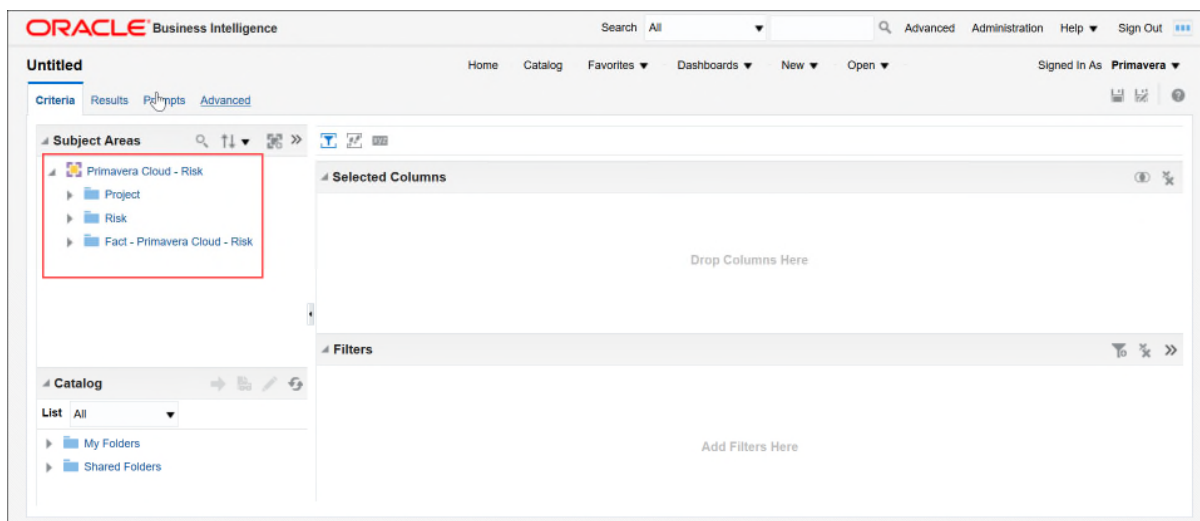 ORACLE Business Intelligence Search All Advanced Administration Help Sign Out
Untitled Home Catalog Favorites Dashboards New Open Signed In As Primavera
Criteria Results Prompts Advanced
Subject Areas
Primavera Cloud - Risk
Project
Risk
Fact - Primavera Cloud - Risk
Selected Columns
Drop Columns Here
Filters
Add Filters Here
Catalog
List All
My Folders
Shared Folders